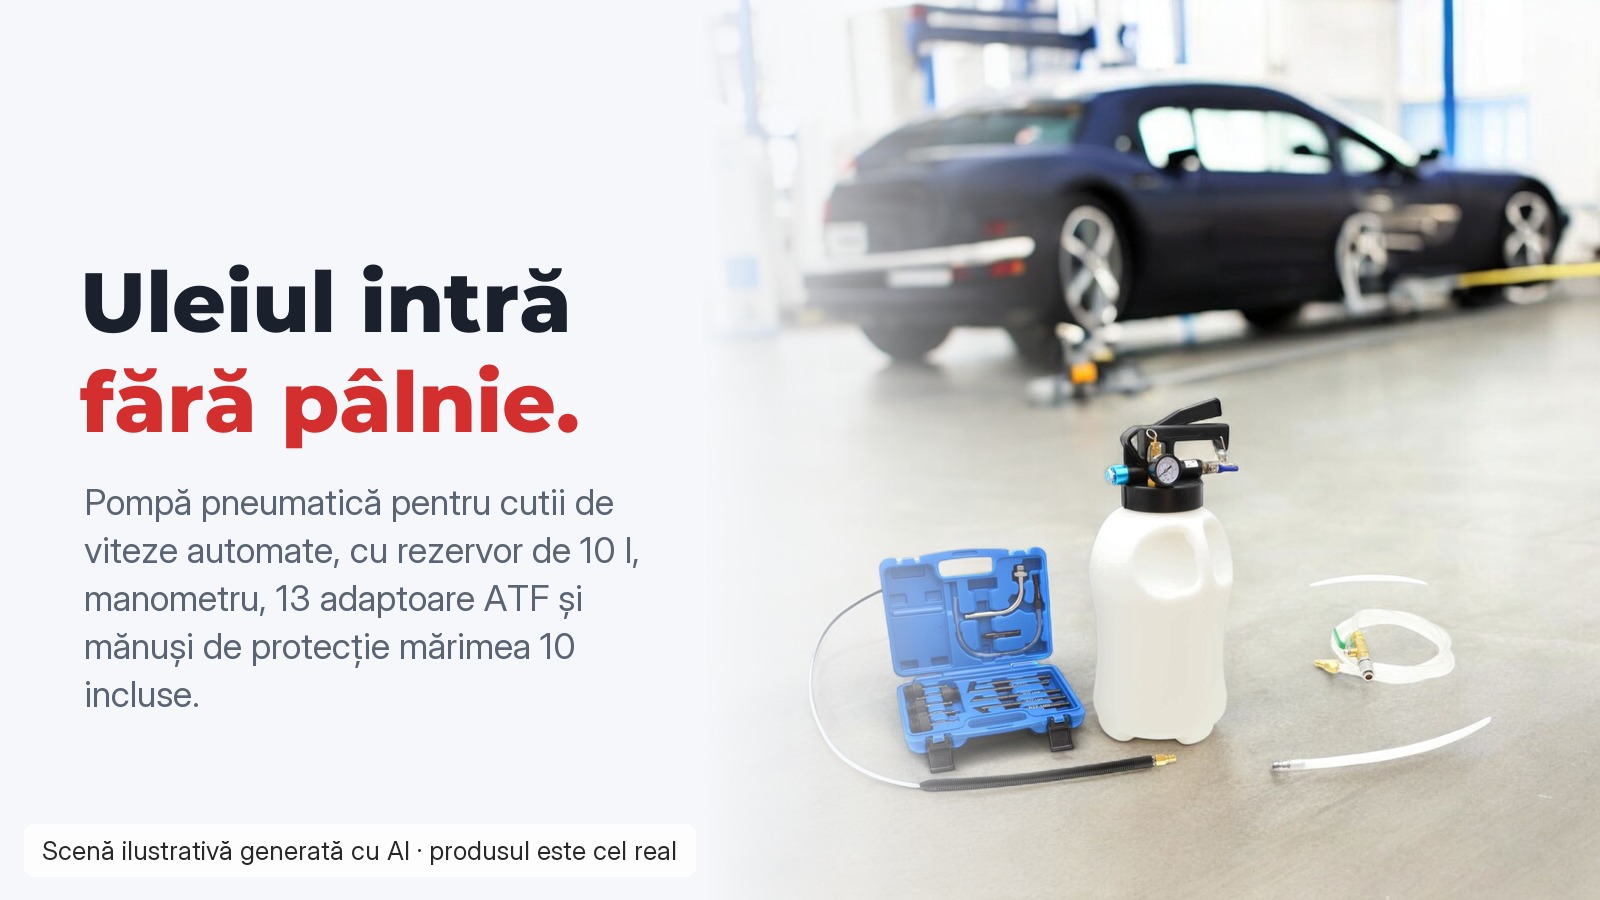 Uleiul intră
fără pâlnie.
Pompă pneumatică pentru cutii de
viteze automate, cu rezervor de 10 l,
manometru, 13 adaptoare ATF și
mănuși de protecție mărimea 10
incluse.
Scenă ilustrativă generată cu AI · produsul este cel real